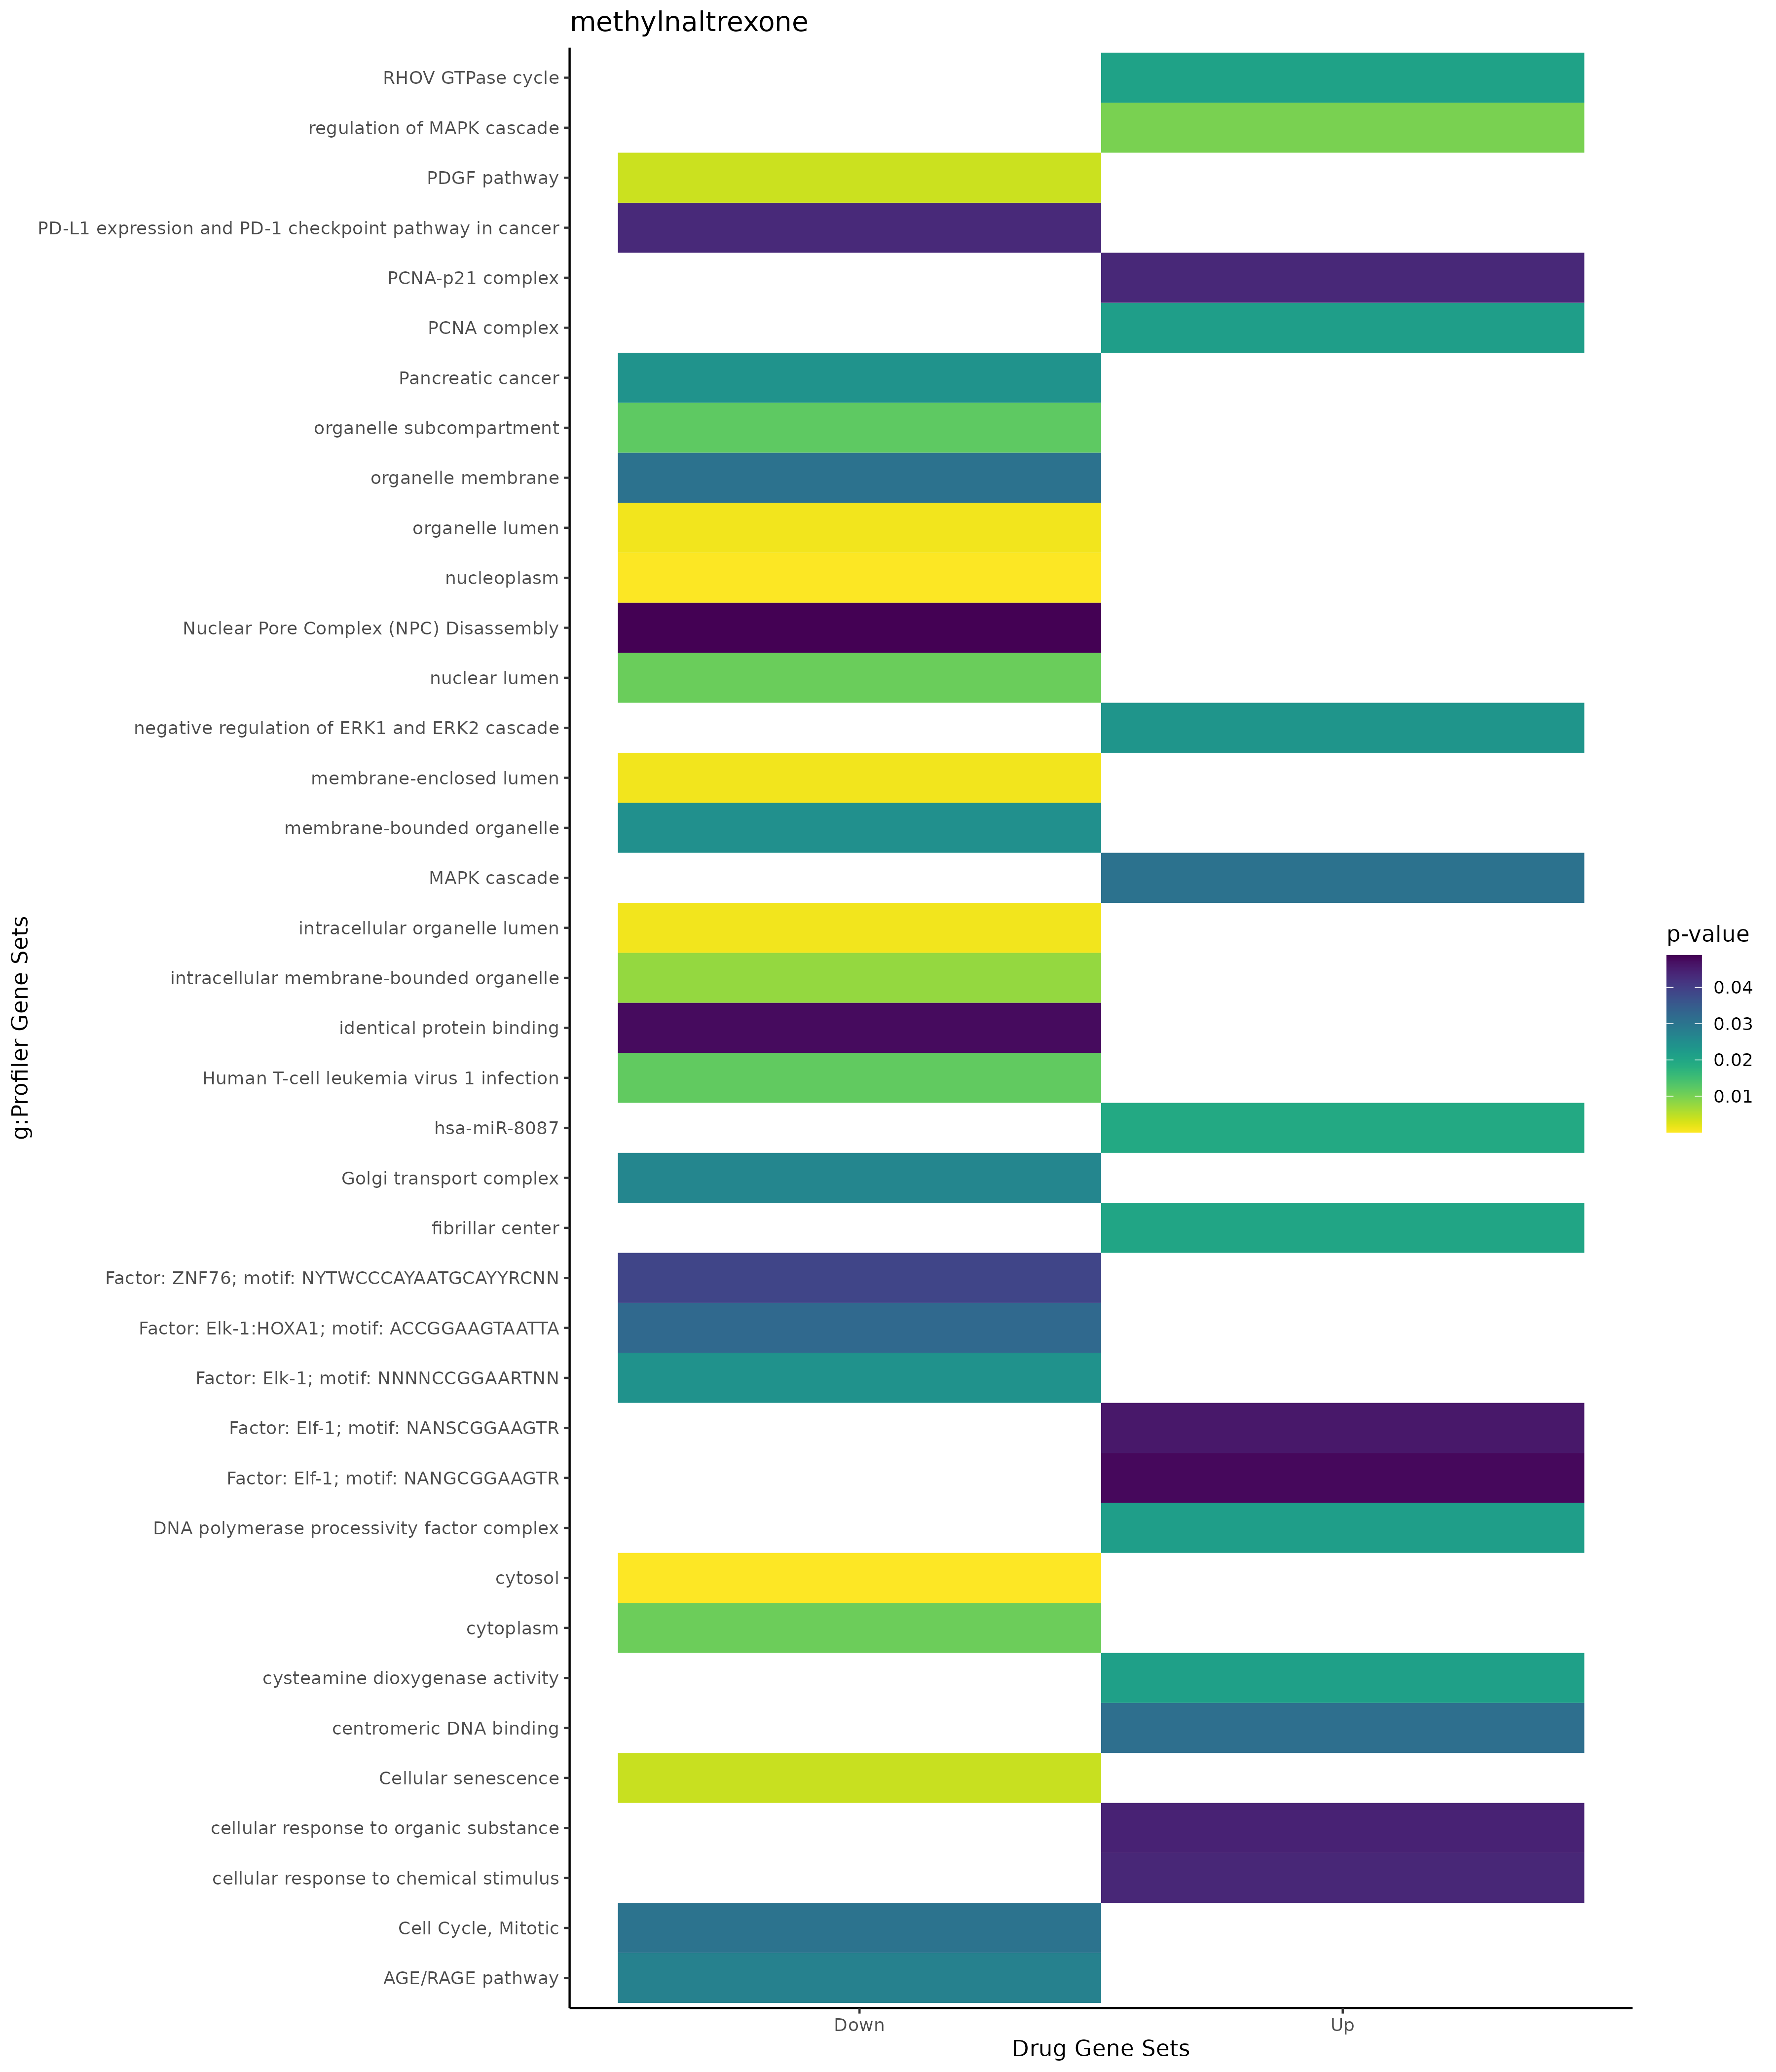 methylnaltrexone
RHOV GTPase cycle
regulation of MAPK cascade
PDGF pathway
PD-L1 expression and PD-1 checkpoint pathway in cancer
PCNA-p21 complex
PCNA complex
Pancreatic cancer
organelle subcompartment
organelle membrane
organelle lumen
nucleoplasm
Nuclear Pore Complex (NPC) Disassembly
nuclear lumen
negative regulation of ERK1 and ERK2 cascade
membrane-enclosed lumen
membrane-bounded organelle
MAPK cascade
intracellular organelle lumen
intracellular membrane-bounded organelle
identical protein binding
Human T-cell leukemia virus 1 infection
hsa-miR-8087
Golgi transport complex
fibrillar center
Factor: ZNF76; motif: NYTWCCCAYAATGCAYYRCNN
Factor: Elk-1:HOXA1; motif: ACCGGAAGTAATTA
Factor: Elk-1; motif: NNNNCCGGAARTNN
Factor: Elf-1; motif: NANSCGGAAGTR
Factor: Elf-1; motif: NANGCGGAAGTR
DNA polymerase processivity factor complex
cytosol
cytoplasm
cysteamine dioxygenase activity
centromeric DNA binding
Cellular senescence
cellular response to organic substance
cellular response to chemical stimulus
Cell Cycle, Mitotic
AGE/RAGE pathway
g:Profiler Gene Sets
Down
Up
Drug Gene Sets
p-value
0.04
0.03
0.02
0.01